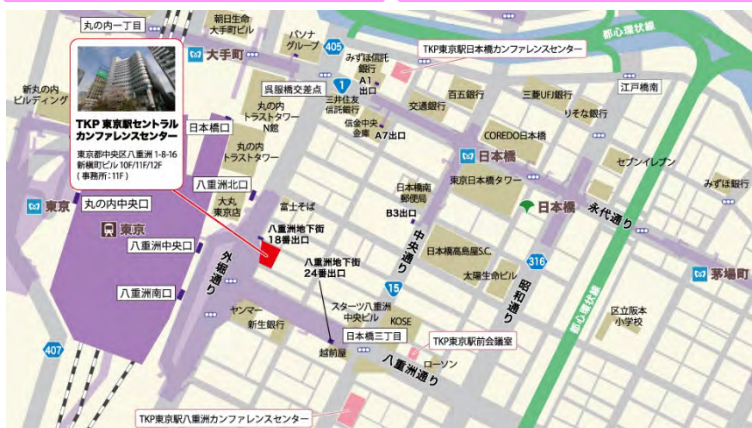 丸の内一丁目
朝日生命
大手町ビル
パソナ
グループ
405
TKP東京駅日本橋カンファレンスセンター
都心環状線
大手町
みずほ信託
銀行
A1
出口
新丸の内
ビルディング
呉服橋交差点
1
三井住友
信託銀行
交通銀行
百五銀行
三菱UFJ銀行
江戸橋南
りそな銀行
丸の内
トラストタワー
N館
信金中央
金庫
A7出口
COREDO日本橋
TKP 東京駅セントラル
カンファレンスセンター
東京都中央区八重洲 1-8-16
新槇町ビル 10F/11F/12F
( 事務所：11F )
日本橋口
丸の内
トラストタワー
日本橋
セブンイレブン
東京日本橋タワー
みずほ銀行
八重洲北口
日本橋南
郵便局
東京
丸の内中央口
大丸
東京店
富士そば
B3出口
日本橋
永代通り
東京
八重洲地下街
18番出口
八重洲中央口
外堀通り
八重洲地下街
24番出口
中央通り
日本橋高島屋S.C.
316
茅場町
太陽生命ビル
昭和通り
八重洲南口
15
都心環状線
ヤンマー
新生銀行
スターツ八重洲
中央ビル
KOSE
区立阪本
小学校
407
日本橋三丁目
TKP東京駅前会議室
越前屋
八重洲通り
ローソン
TKP東京駅八重洲カンファレンスセンター